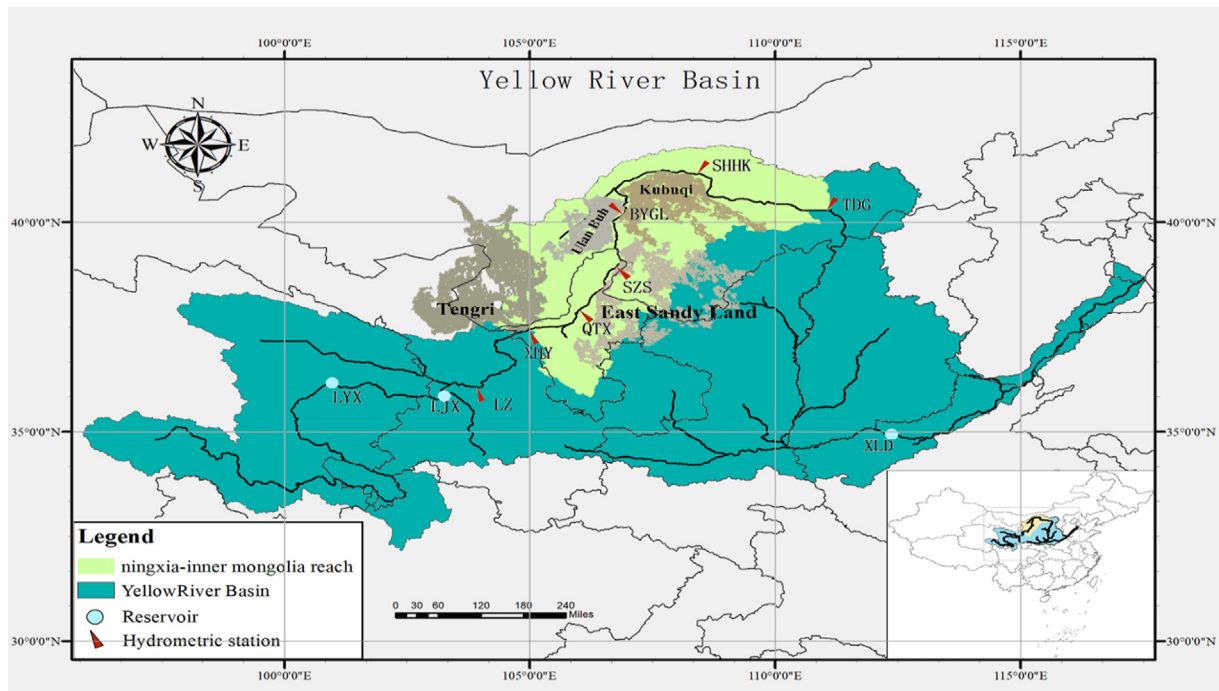 100°0'0"E 105°0'0"E 110°0'0"E 115°0'0"E
Yellow River Basin
N
W E
S
SHHK
Kubuqi
TDG
40°0'0"N 40°0'0"N
BYGL
Ulan Buh
SZS
Tengri
East Sandy Land
QTX
XHY
LYX
LJX
LZ
35°0'0"N 35°0'0"N
XLD
Legend
ningxia-inner mongolia reach
YellowRiver Basin
Reservoir
Hydrometric station
0 30 60 120 180 240
Miles
30°0'0"N 30°0'0"N
100°0'0"E 105°0'0"E 110°0'0"E 115°0'0"E